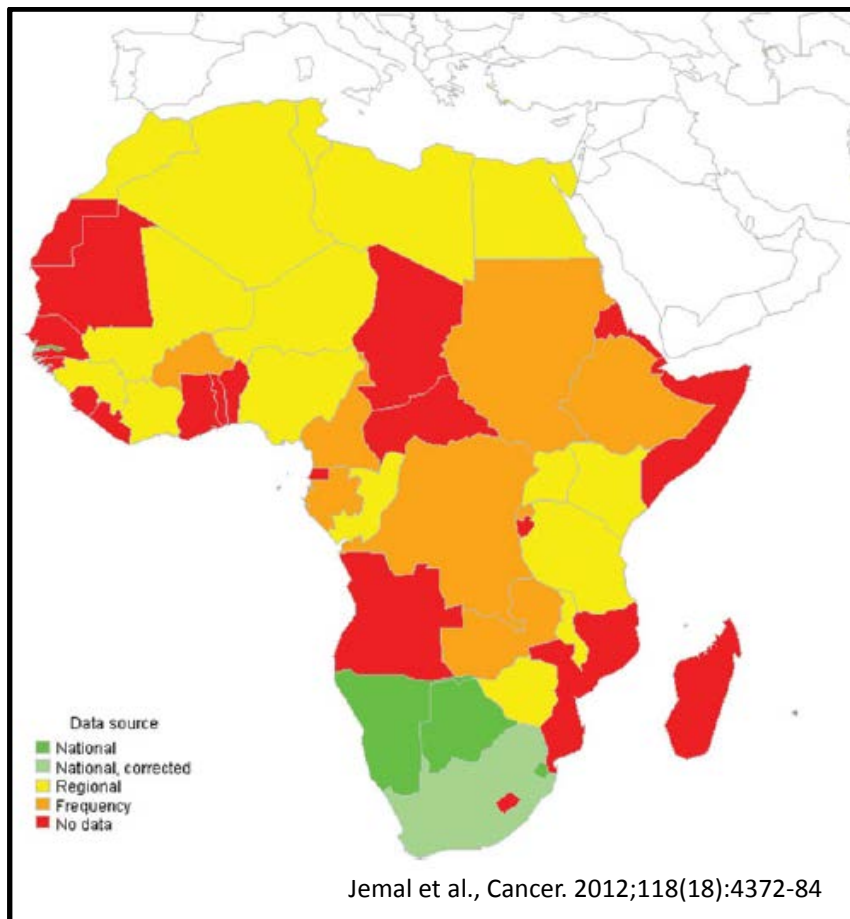 Data source
National
National, corrected
Regional
Frequency
No data
Jemal et al., Cancer. 2012;118(18):4372-84